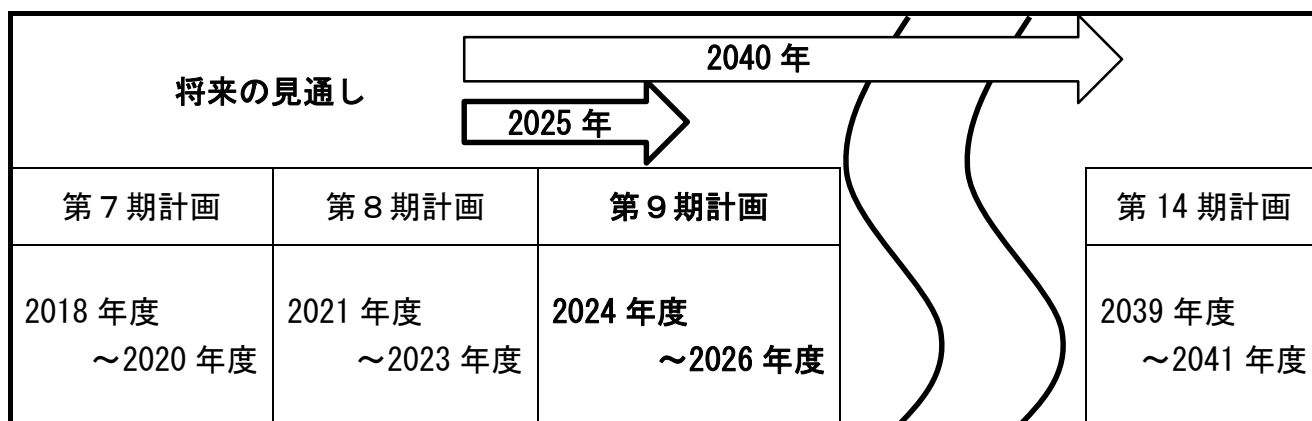 2040 年
将来の見通し
2025 年
第７期計画
第８期計画
第９期計画
第 14 期計画
2018 年度
～2020 年度
2021 年度
～2023 年度
2024 年度
～2026 年度
2039 年度
～2041 年度